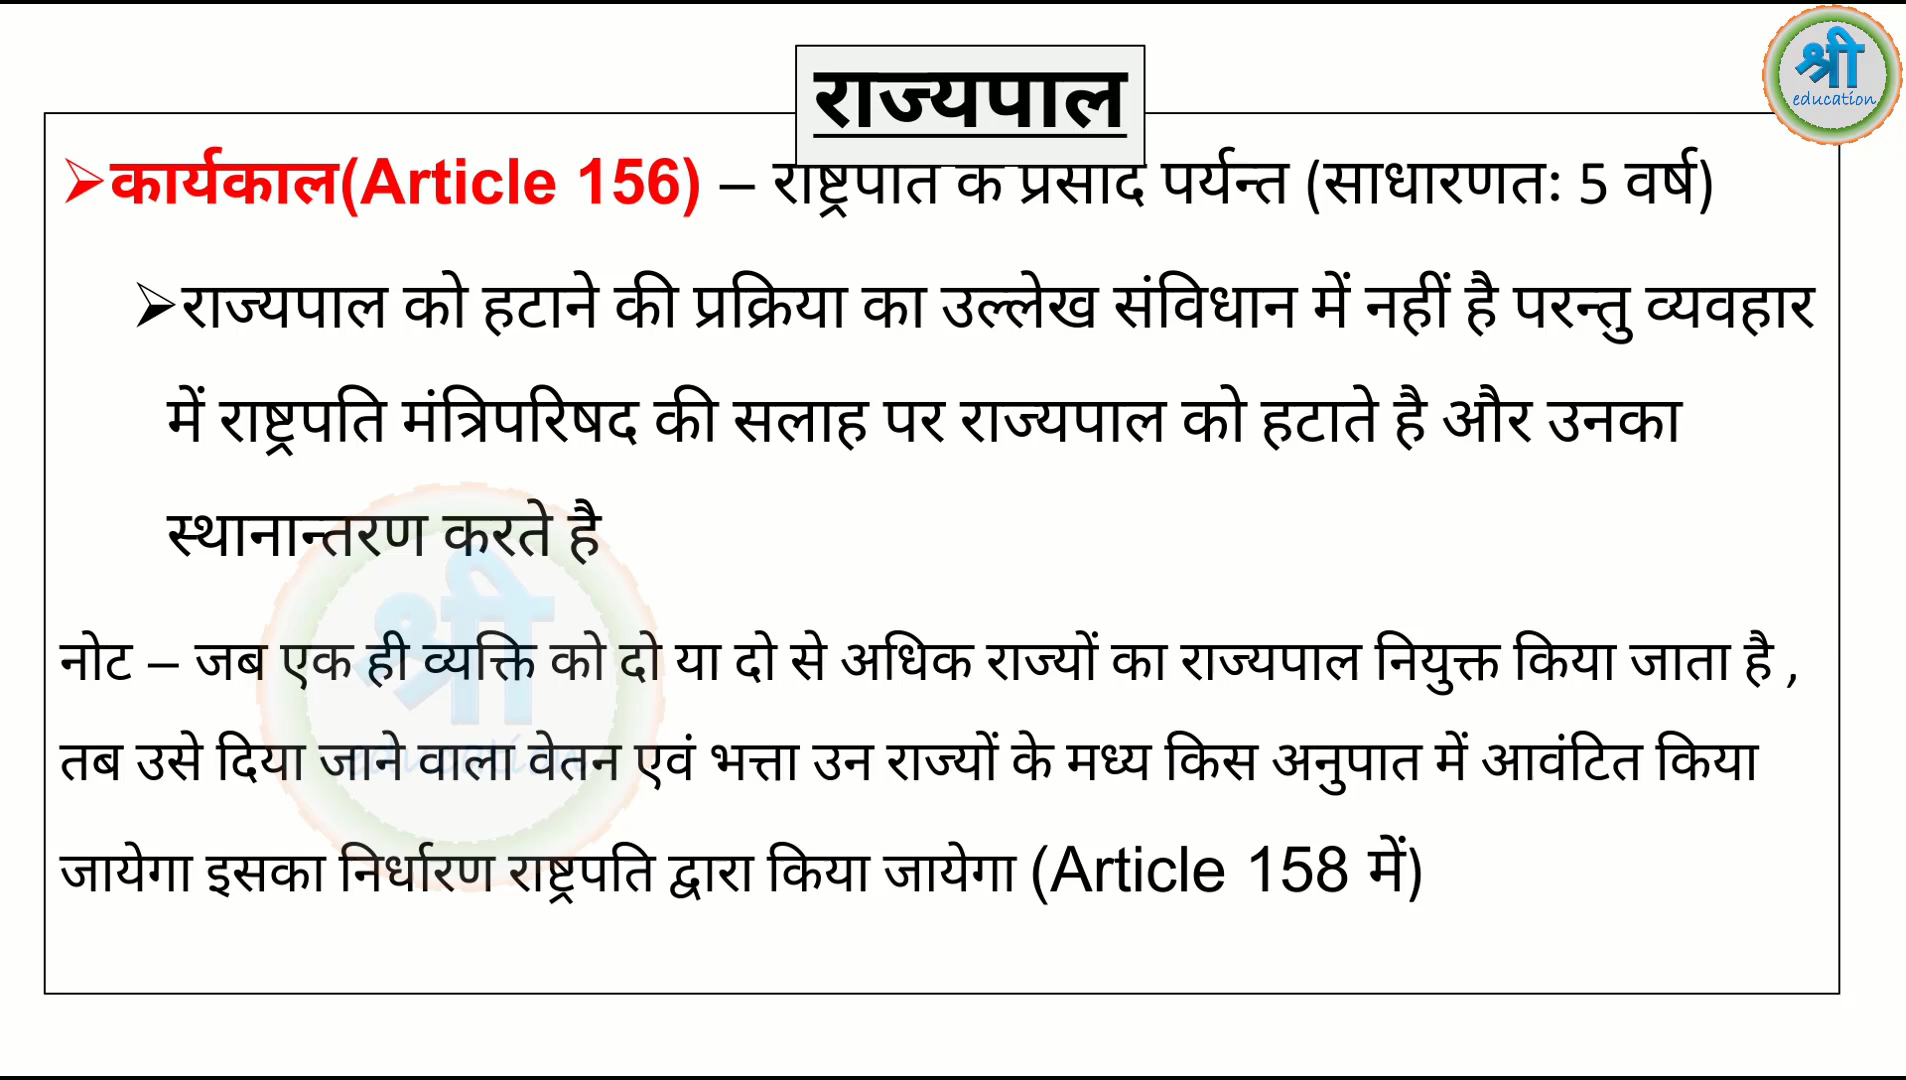 राज्यपाल
श्री
education
➢कार्यकाल(Article 156) – राष्ट्रपति के प्रसाद पर्यन्त (साधारणतः 5 वर्ष)
➢राज्यपाल को हटाने की प्रक्रिया का उल्लेख संविधान में नहीं है परन्तु व्यवहार
में राष्ट्रपति मंत्रिपरिषद की सलाह पर राज्यपाल को हटाते है और उनका
स्थानान्तरण करते है
नोट – जब एक ही व्यक्ति को दो या दो से अधिक राज्यों का राज्यपाल नियुक्त किया जाता है ,
तब उसे दिया जाने वाला वेतन एवं भत्ता उन राज्यों के मध्य किस अनुपात में आवंटित किया
जायेगा इसका निर्धारण राष्ट्रपति द्वारा किया जायेगा (Article 158 में)
श्री
education